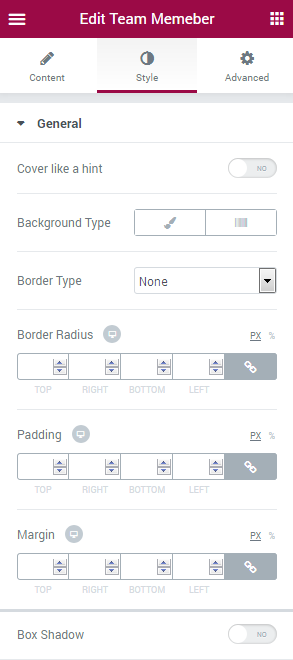 Edit Team Memeber
Content Style Advanced
General
Cover like a hint NO
Background Type
Border Type None
Border Radius PX %
TOP RIGHT BOTTOM LEFT
Padding PX %
TOP RIGHT BOTTOM LEFT
Margin PX %
TOP RIGHT BOTTOM LEFT
Box Shadow NO